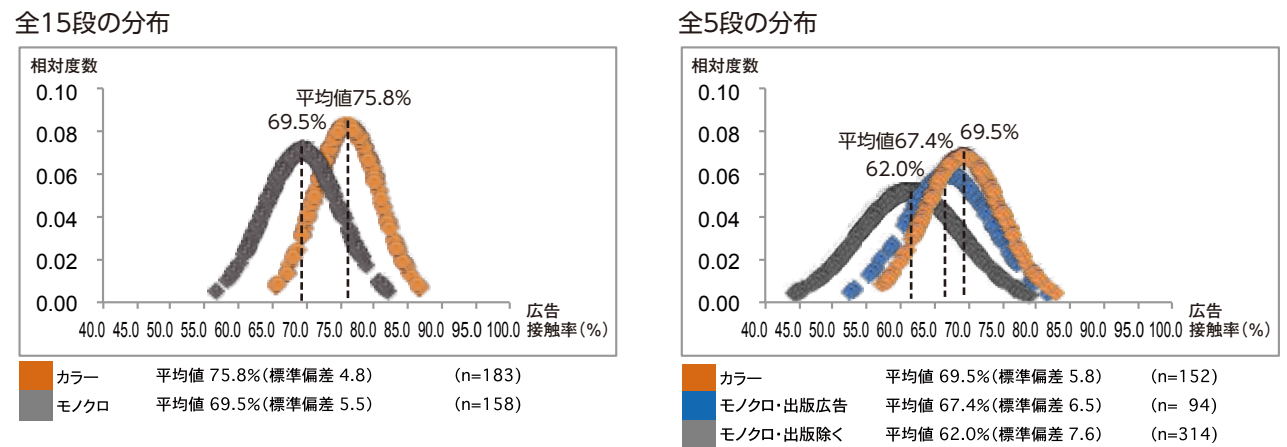 全15段の分布
相対度数
平均値75.8%
69.5%
0.10
0.08
0.06
0.04
0.02
0.00
40.0 45.0 50.0 55.0 60.0 65.0 70.0 75.0 80.0 85.0 90.0 95.0 100.0
広告
接触率(%)
カラー 平均値 75.8%(標準偏差 4.8) (n=183)
モノクロ 平均値 69.5%(標準偏差 5.5) (n=158)
全5段の分布
相対度数
平均値67.4%
69.5%
62.0%
0.10
0.08
0.06
0.04
0.02
0.00
40.0 45.0 50.0 55.0 60.0 65.0 70.0 75.0 80.0 85.0 90.0 95.0 100.0
広告
接触率(%)
カラー 平均値 69.5%(標準偏差 5.8) (n=152)
モノクロ・出版広告 平均値 67.4%(標準偏差 6.5) (n= 94)
モノクロ・出版除く 平均値 62.0%(標準偏差 7.6) (n=314)